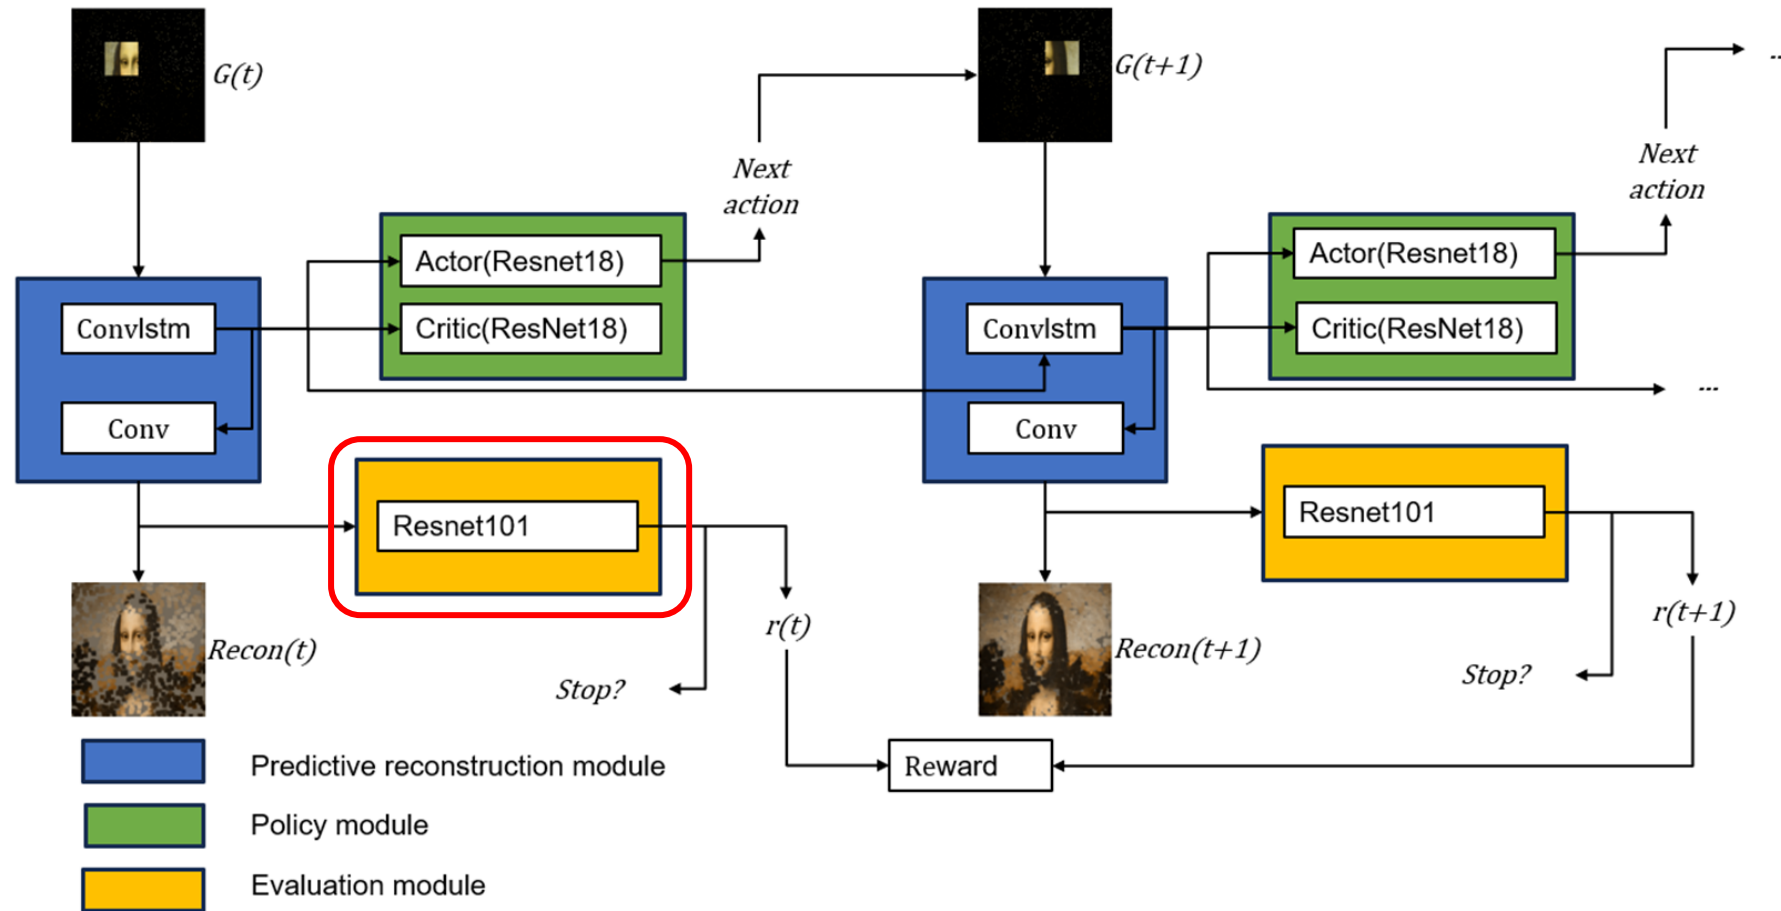 G(t)
G(t+1)
...
Next
action
Next
action
Actor(Resnet18)
Critic(ResNet18)
Actor(Resnet18)
Critic(ResNet18)
Convlstm
Conv
Convlstm
Conv
...
Resnet101
Resnet101
r(t)
r(t+1)
Recon(t)
Recon(t+1)
Stop?
Stop?
Reward
Predictive reconstruction module
Policy module
Evaluation module